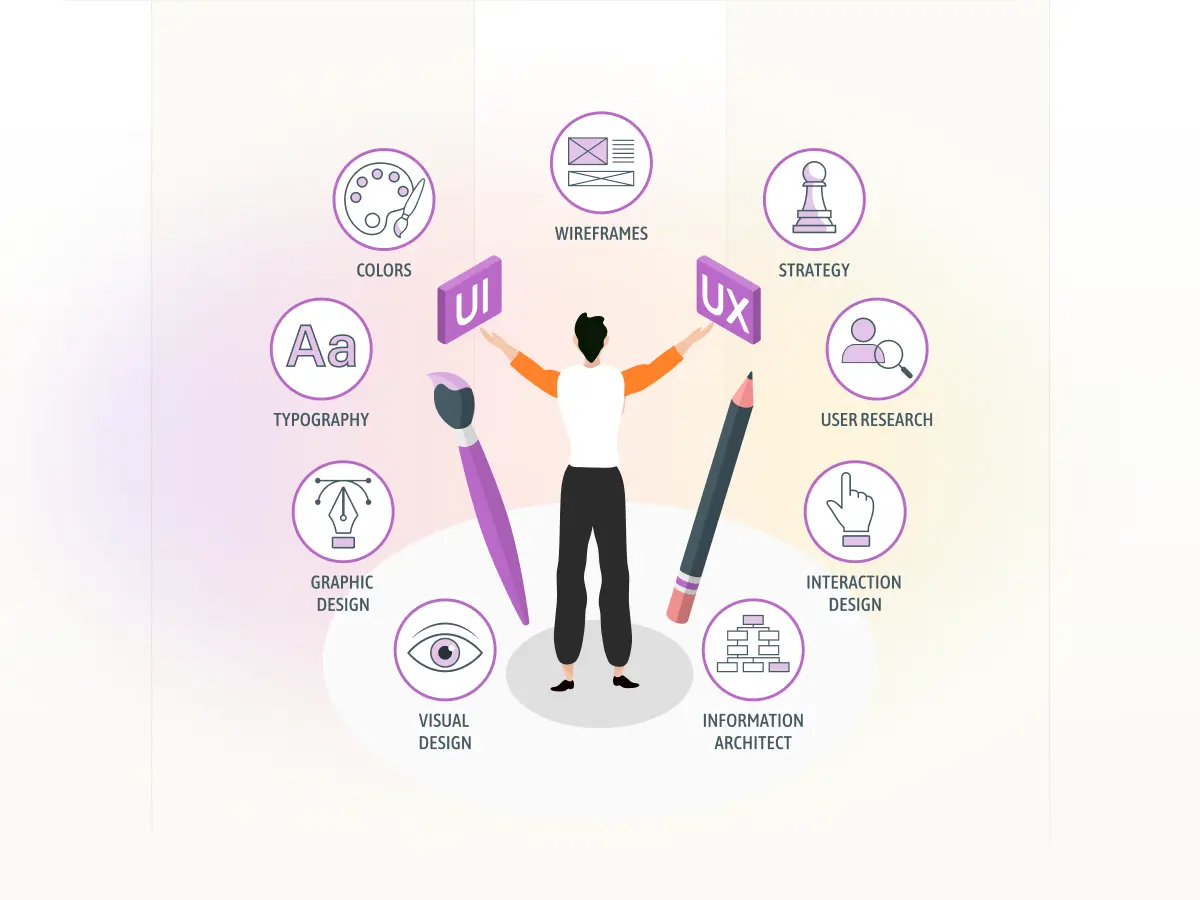 WIREFRAMES
COLORS
STRATEGY
UI
UX
Aa
TYPOGRAPHY
USER RESEARCH
GRAPHIC
DESIGN
INTERACTION
DESIGN
VISUAL
DESIGN
INFORMATION
ARCHITECT